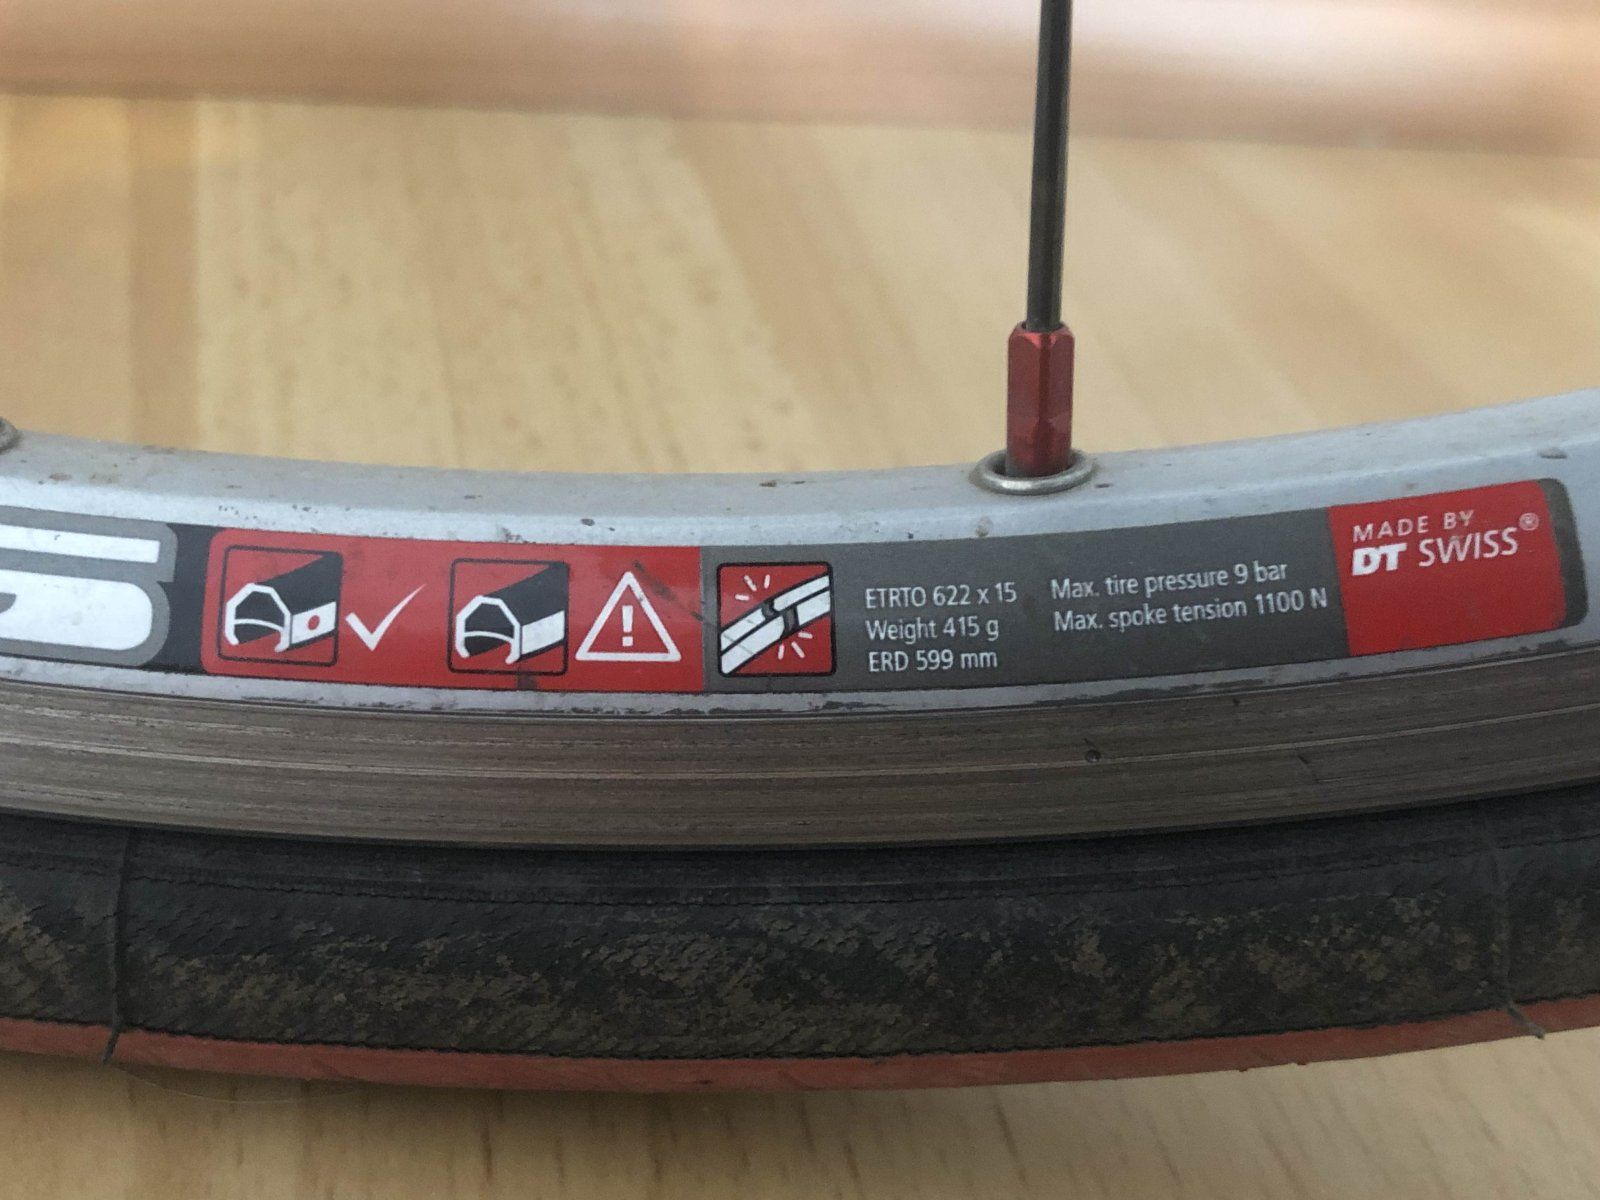 ETRTO 622 x 15
Weight 415 g
ERD 599 mm
Max. tire pressure 9 bar
Max. spoke tension 1100 N
MADE BY
DT SWISS®